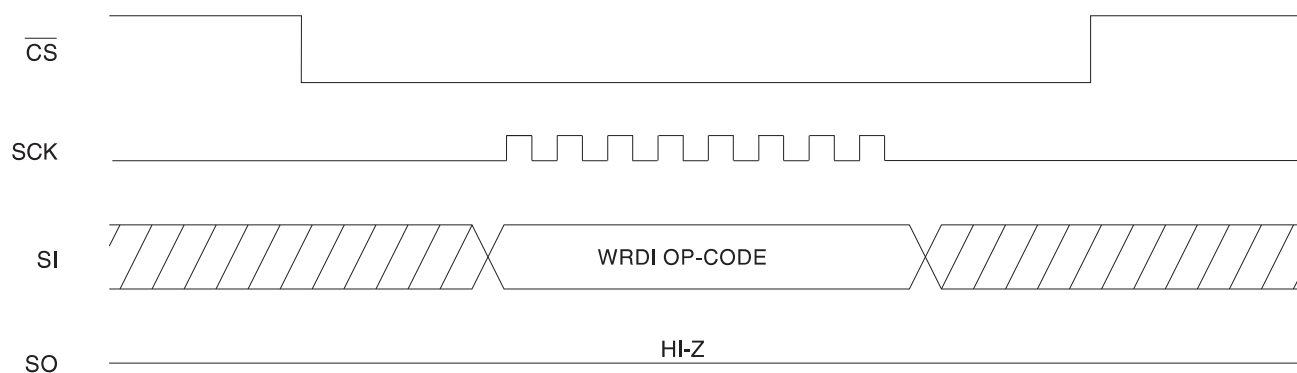 CS
SCK
SI
WRDI OP-CODE
HI-Z
SO